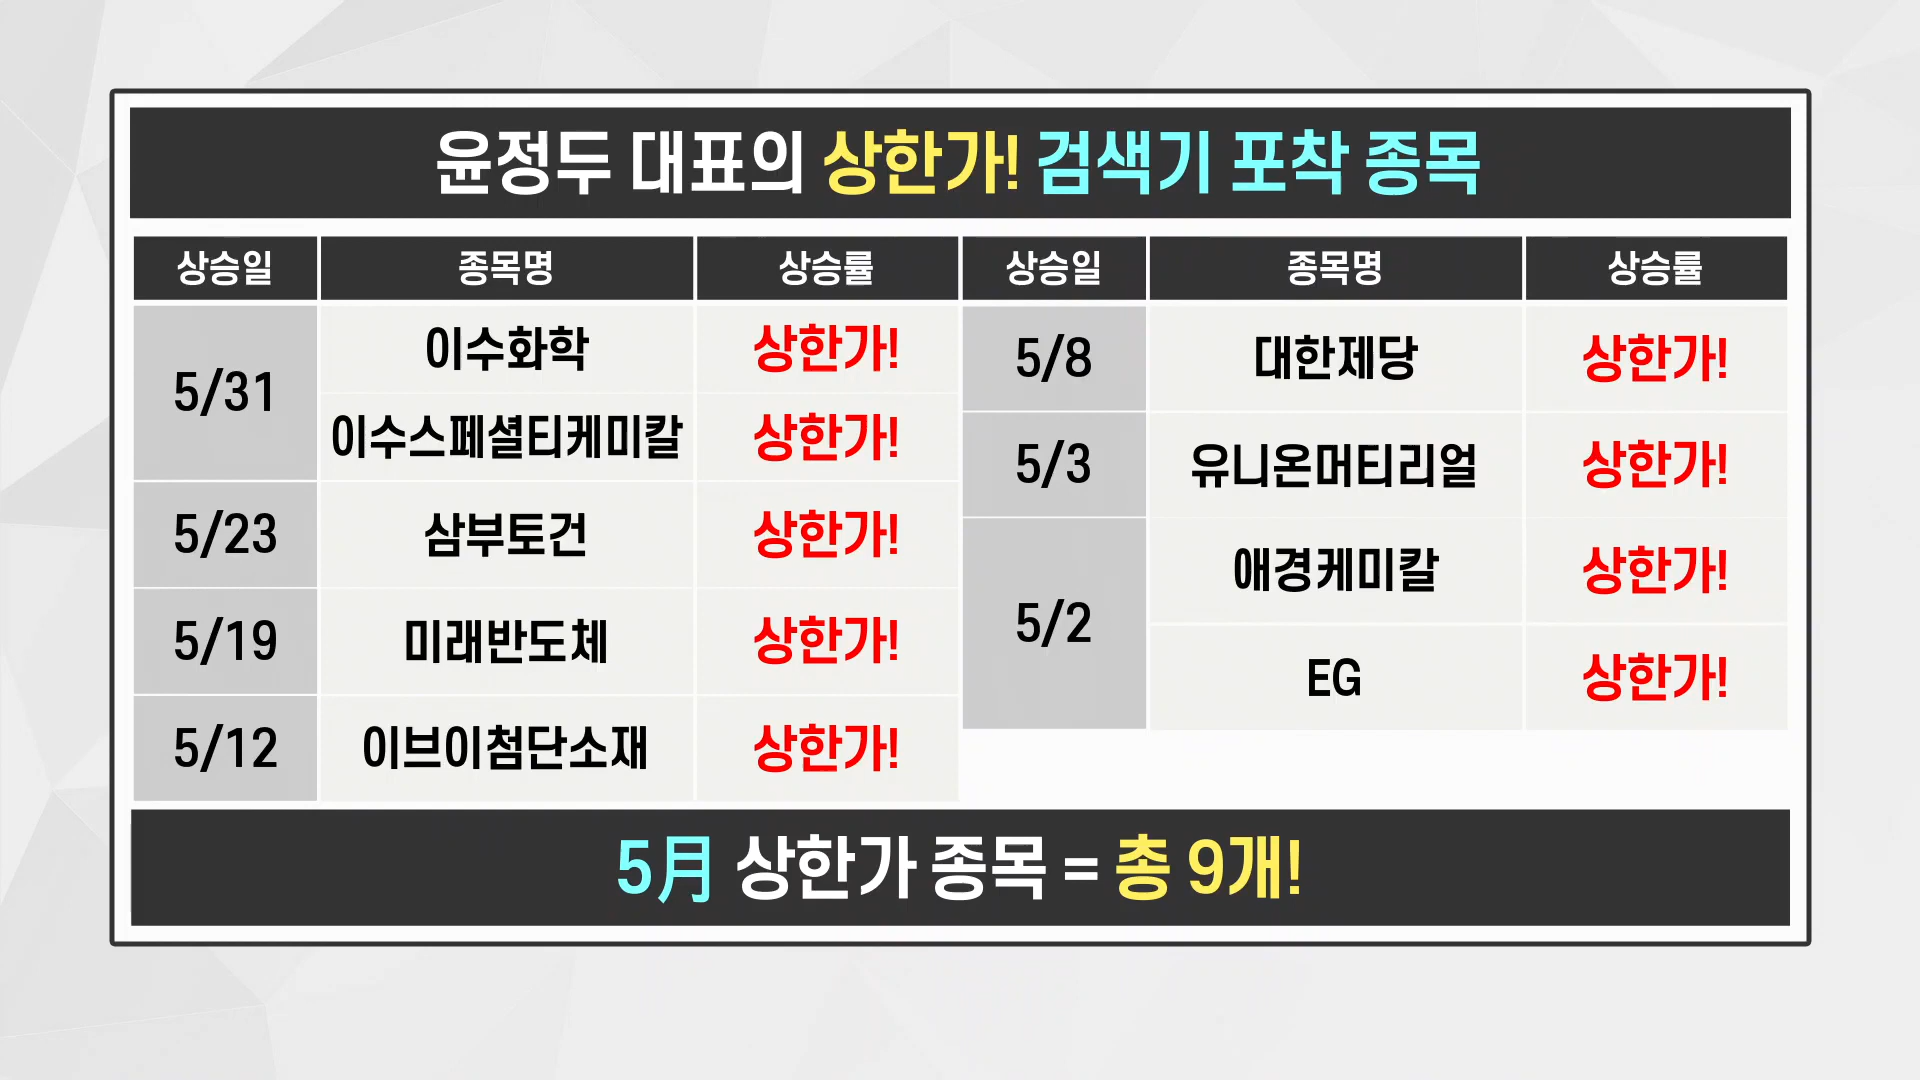 윤정두 대표의 상한가! 검색기 포착 종목
상승일 종목명 상승률
5/31 이수화학 상한가!
이수스페셜티케미칼 상한가!
5/23 삼부토건 상한가!
5/19 미래반도체 상한가!
5/12 이브이첨단소재 상한가!
상승일 종목명 상승률
5/8 대한제당 상한가!
5/3 유니온머티리얼 상한가!
5/2 애경케미칼 상한가!
EG 상한가!
5月 상한가 종목 = 총 9개!